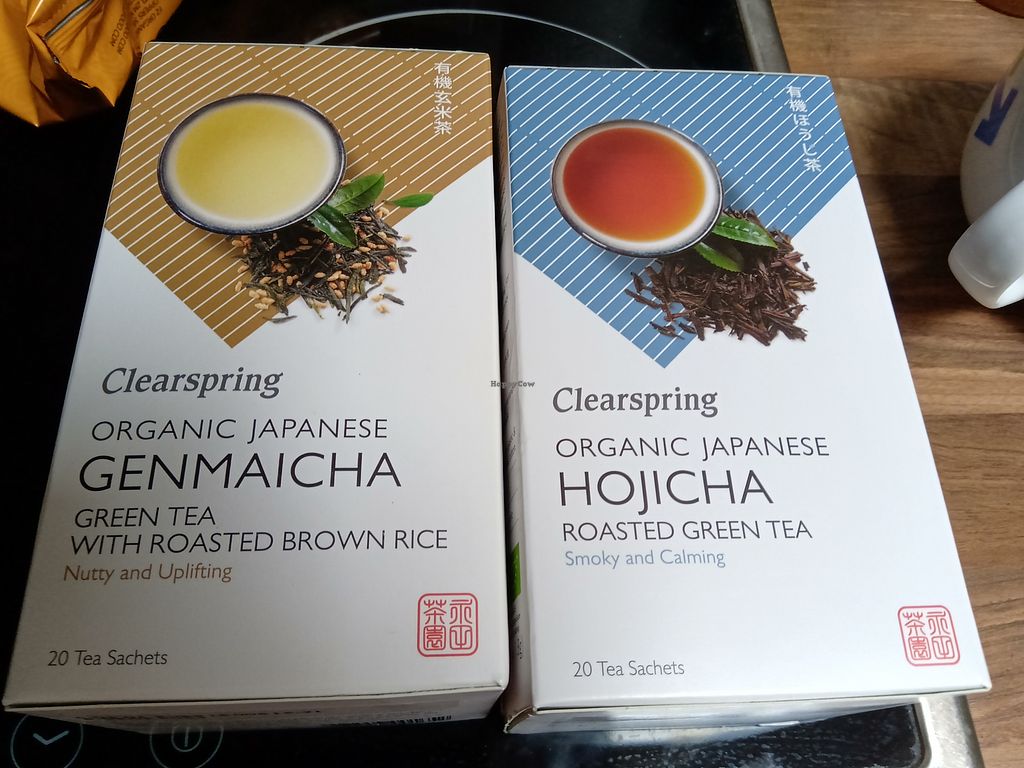 有機玄米茶
Clearspring
ORGANIC JAPANESE
GENMAICHA
GREEN TEA
WITH ROASTED BROWN RICE
Nutty and Uplifting
20 Tea Sachets
有機ほうじ茶
Clearspring
ORGANIC JAPANESE
HOJICHA
ROASTED GREEN TEA
Smoky and Calming
20 Tea Sachets
HappyCow